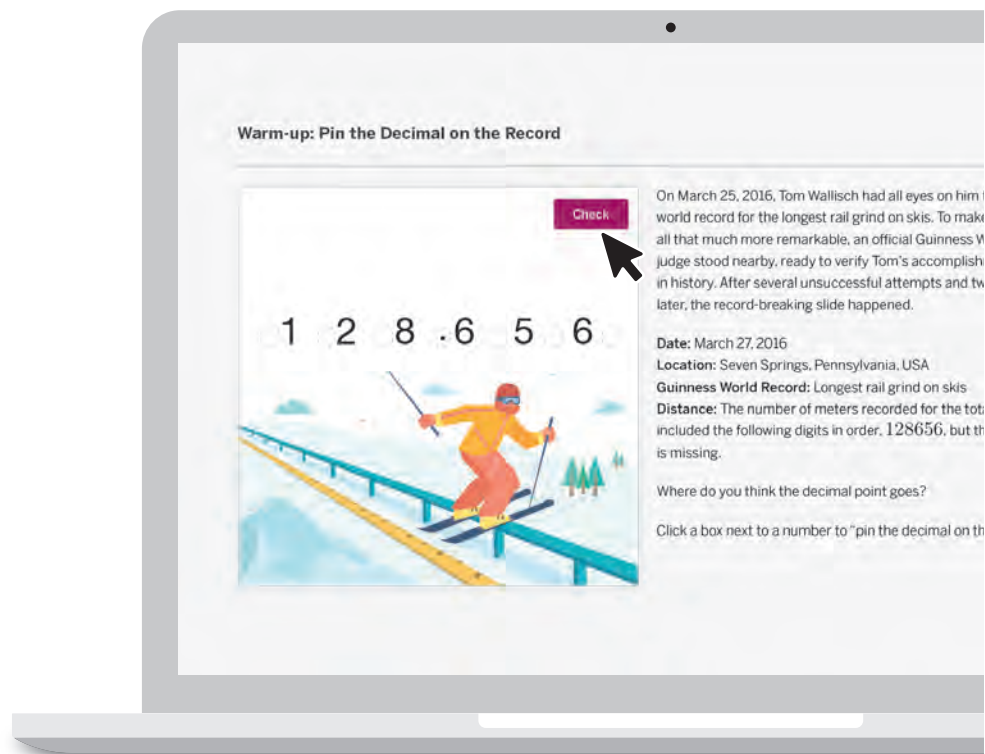 Warm-up: Pin the Decimal on the Record
Check
1 2 8 .6 5 6
On March 25, 2016, Tom Wallisch had all eyes on him
world record for the longest rail grind on skis. To make
all that much more remarkable, an official Guinness W
judge stood nearby, ready to verify Tom's accomplish
in history. After several unsuccessful attempts and tw
later, the record-breaking slide happened.
Date: March 27, 2016
Location: Seven Springs, Pennsylvania, USA
Guinness World Record: Longest rail grind on skis
Distance: The number of meters recorded for the tota
included the following digits in order, 128656, but th
is missing.
Where do you think the decimal point goes?
Click a box next to a number to "pin the decimal on th